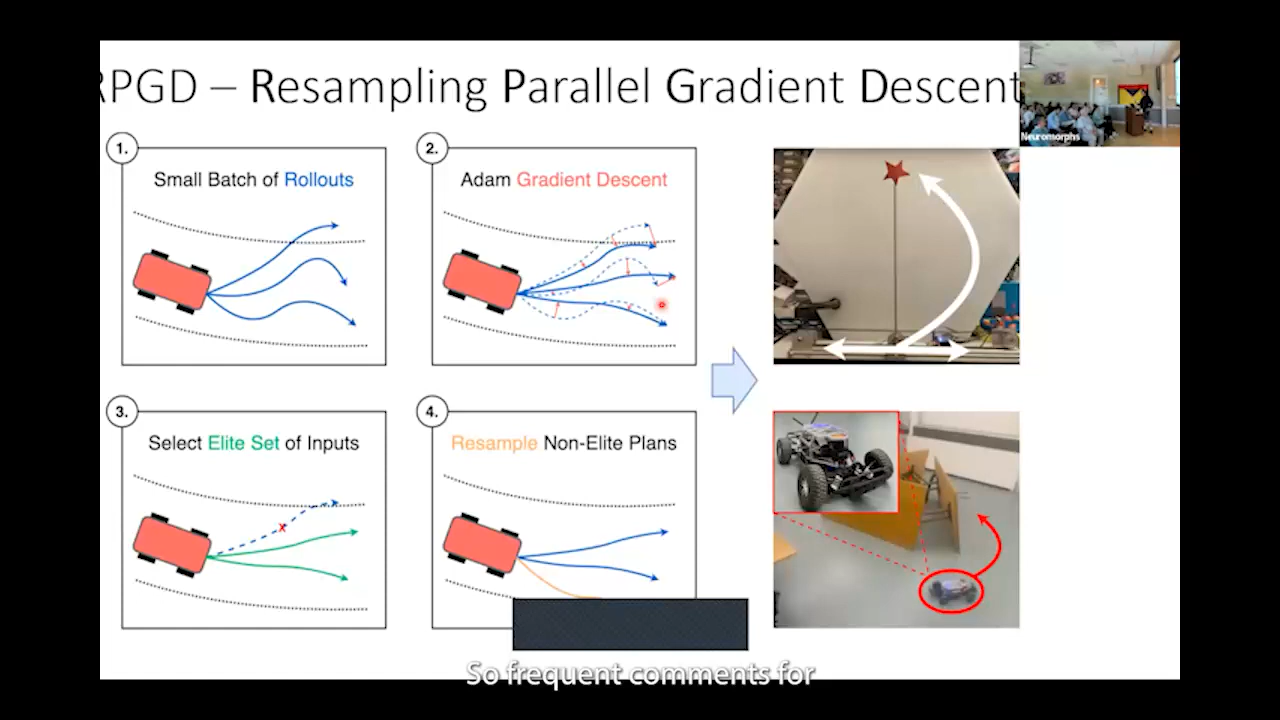 RPGD – Resampling Parallel Gradient Descent
Neuromorphs
1.
Small Batch of Rollouts
2.
Adam Gradient Descent
3.
Select Elite Set of Inputs
x
4.
Resample Non-Elite Plans
So frequent comments for